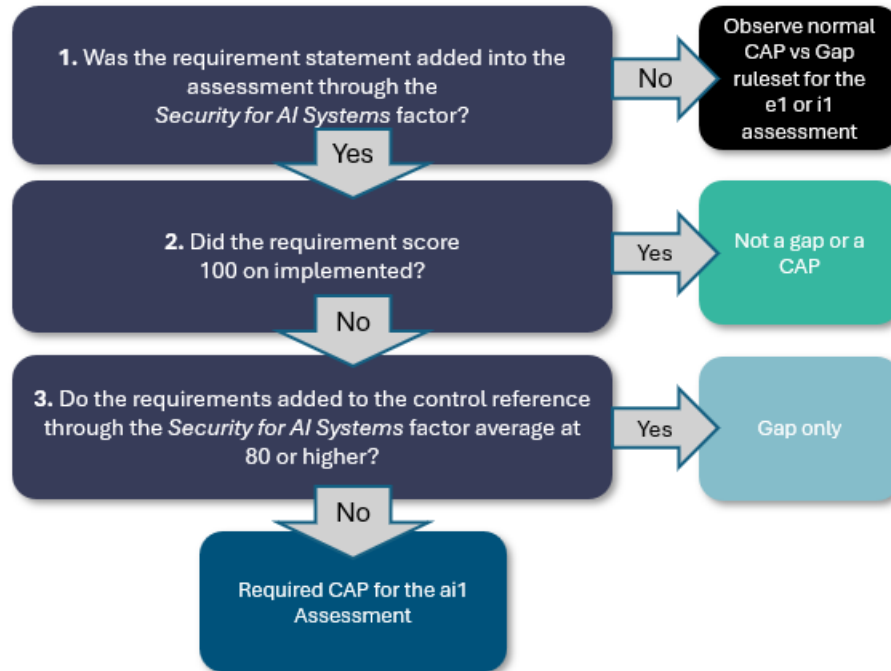 1. Was the requirement statement added into the
assessment through the
Security for AI Systems factor?
No
Observe normal
CAP vs Gap
ruleset for the
e1 or i1
assessment
Yes
2. Did the requirement score
100 on implemented?
Yes
Not a gap or a
CAP
No
3. Do the requirements added to the control reference
through the Security for AI Systems factor average at
80 or higher?
Yes
Gap only
No
Required CAP for the ai1
Assessment